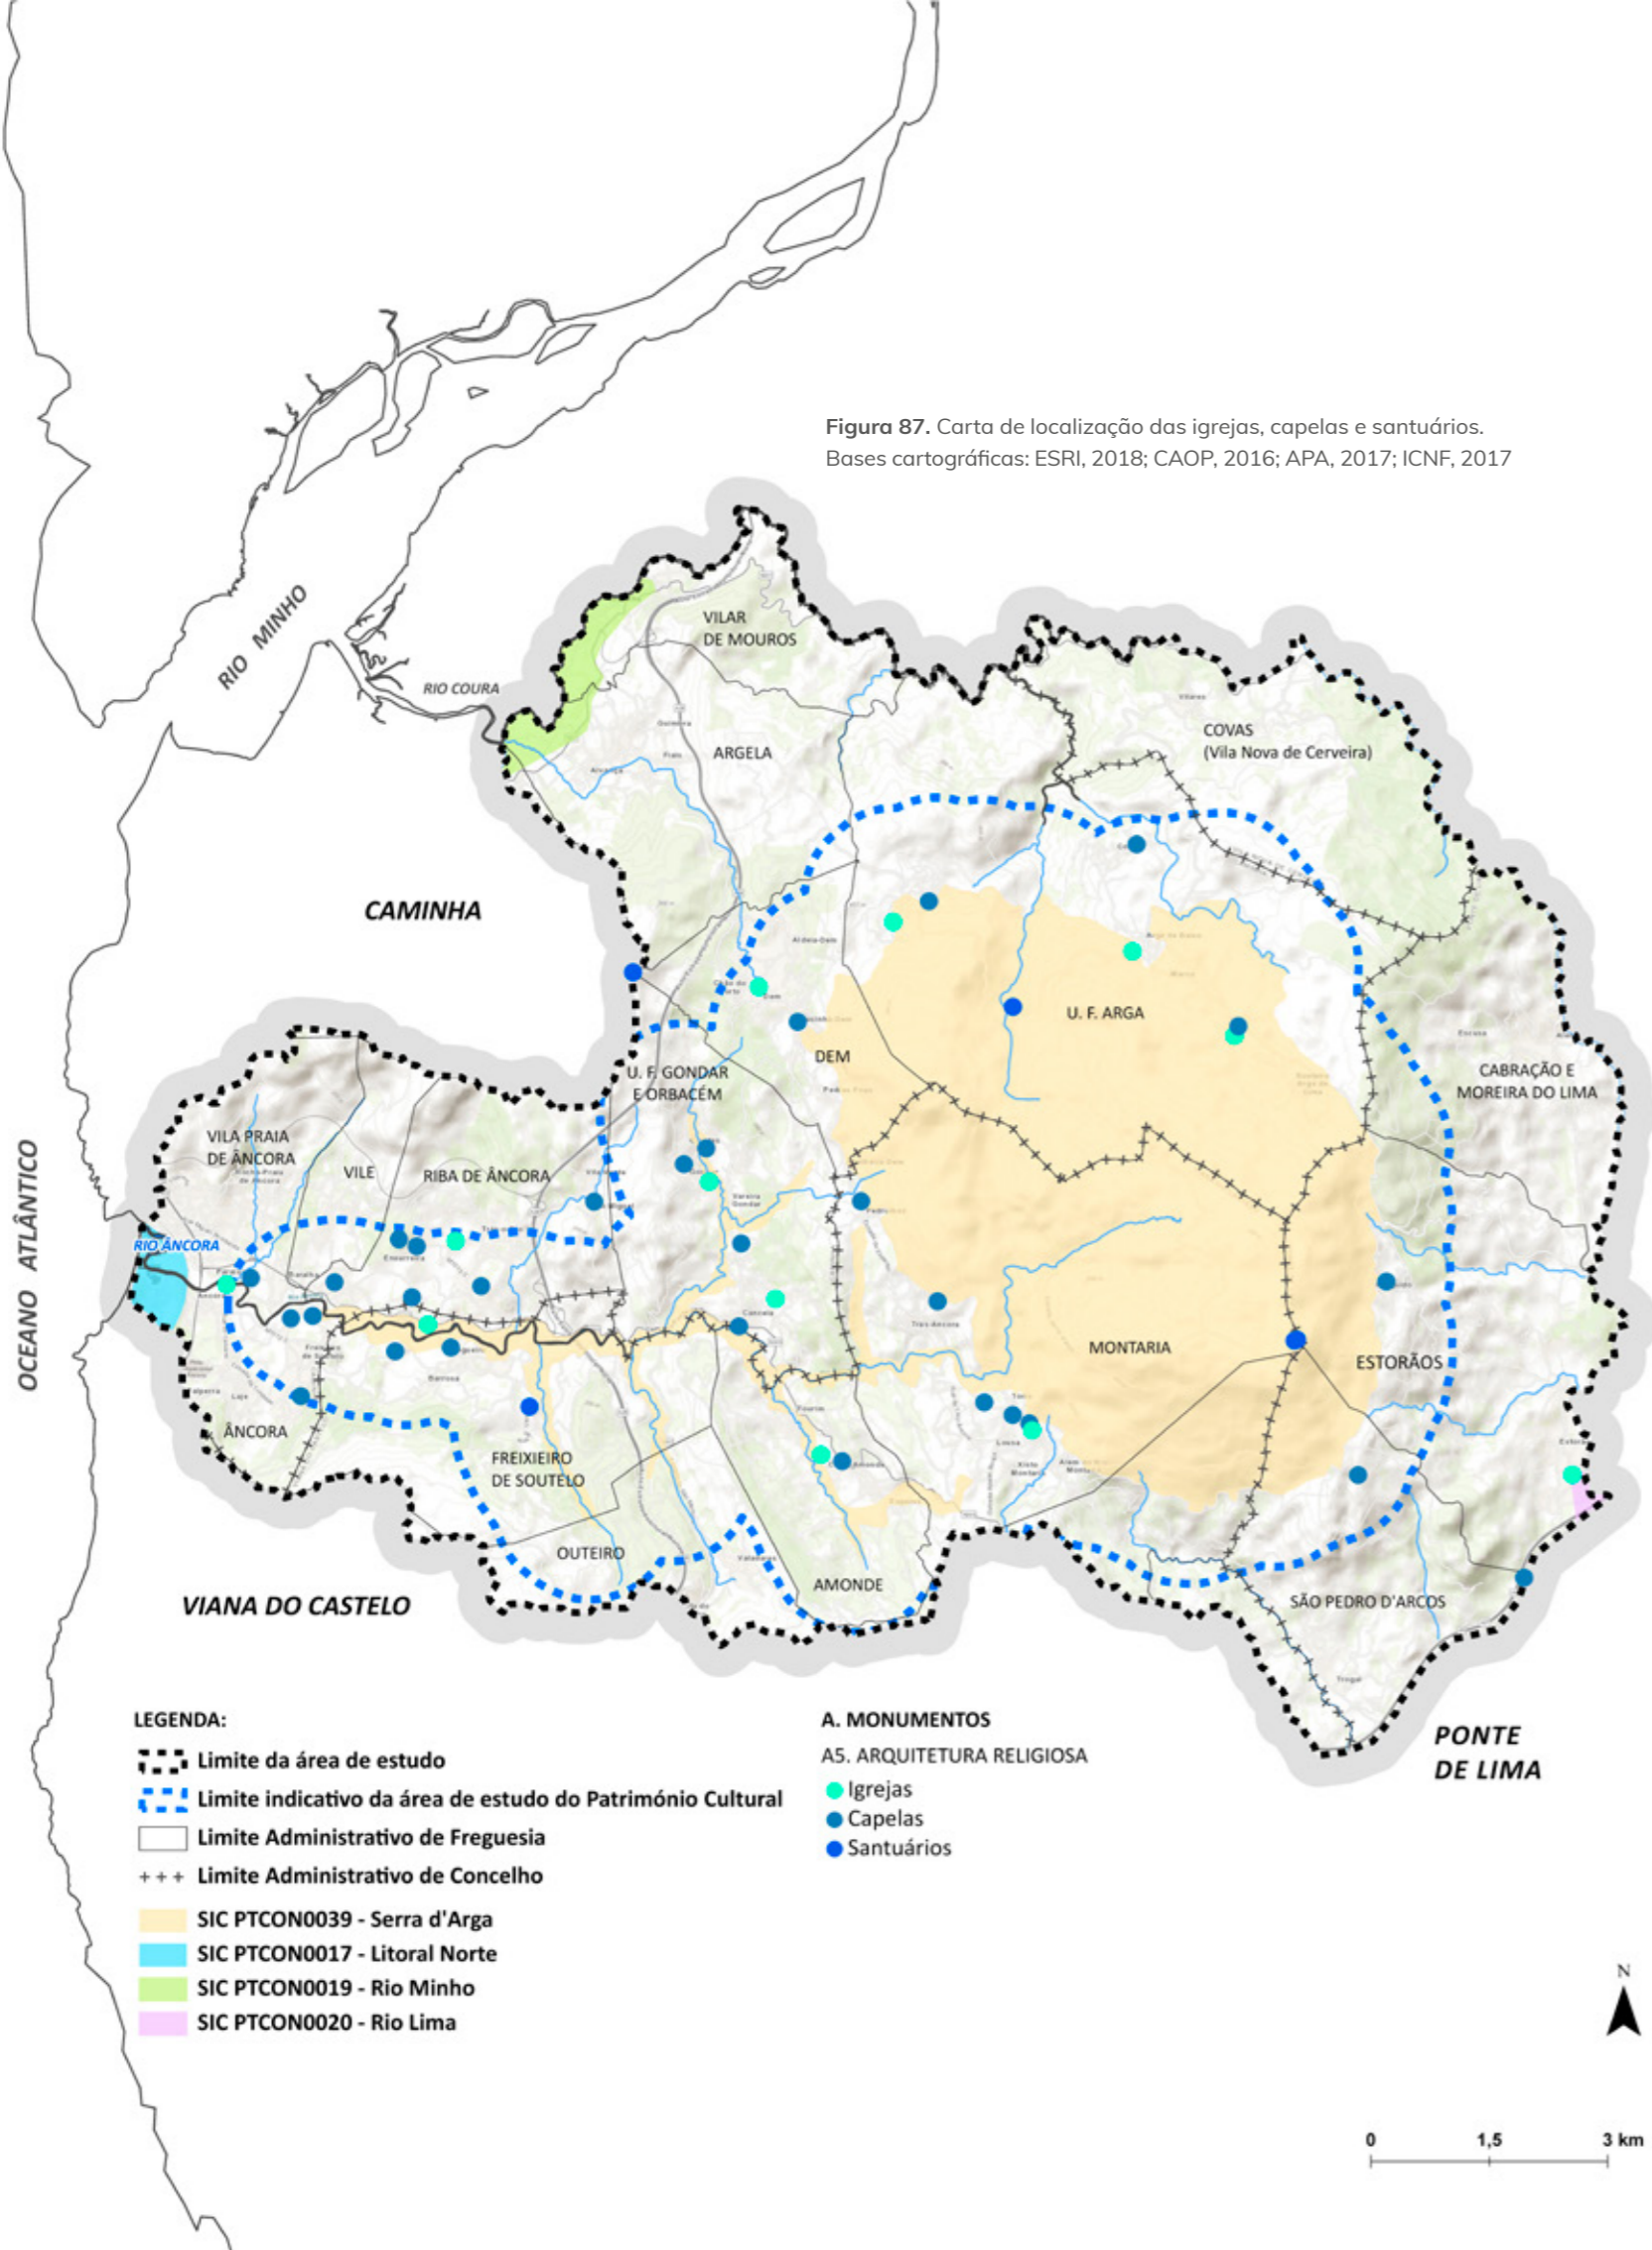 Figura 87. Carta de localização das igrejas, capelas e santuários.
Bases cartográficas: ESRI, 2018; CAOP, 2016; APA, 2017; ICNF, 2017
RIO MINHO
RIO COURA
VILAR
DE MOUROS
ARGELA
COVAS
(Vila Nova de Cerveira)
CAMINHA
U. F. ARGA
DEM
U. F. GONDAR
E ORBACÉM
CABRAÇÃO E
MOREIRA DO LIMA
VILA PRAIA
DE ÂNCORA
VILE
RIBA DE ÂNCORA
OCEANO ATLÂNTICO
RIO ÂNCORA
MONTARIA
ESTORÃOS
ÂNCORA
FREIXIEIRO
DE SOUTELO
OUTEIRO
AMONDE
SÃO PEDRO D'ARCOS
VIANA DO CASTELO
PONTE
DE LIMA
LEGENDA:
Limite da área de estudo
Limite indicativo da área de estudo do Património Cultural
Limite Administrativo de Freguesia
+++ Limite Administrativo de Concelho
SIC PTCON0039 - Serra d'Arga
SIC PTCON0017 - Litoral Norte
SIC PTCON0019 - Rio Minho
SIC PTCON0020 - Rio Lima
A. MONUMENTOS
A5. ARQUITETURA RELIGIOSA
Igrejas
Capelas
Santuários
N
0 1,5 3 km